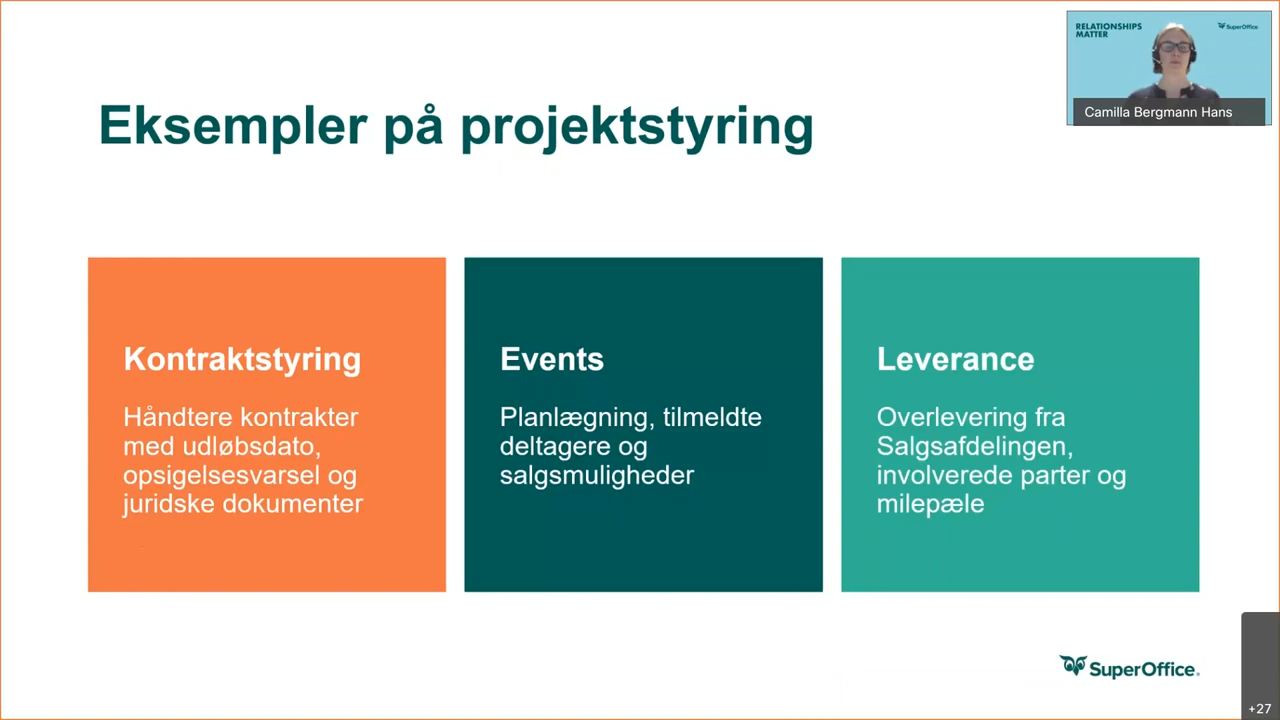 RELATIONSHIPS
MATTER
SuperOffice
Camilla Bergmann Hans
Eksempler på projektstyring
Kontraktstyring
Håndtere kontrakter
med udløbsdato,
opsigelsesvarsel og
juridske dokumenter
Events
Planlægning, tilmeldte
deltagere og
salgsmuligheder
Leverance
Overlevering fra
Salgsafdelingen,
involverede parter og
milepæle
SuperOffice.
+27